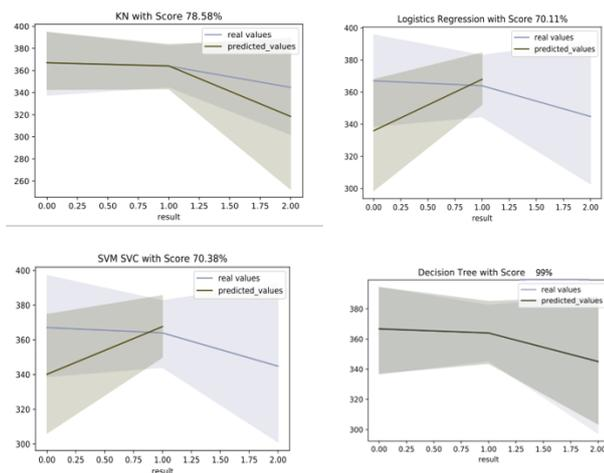 KN with Score 78.58%
real values
predicted_values
400
380
360
340
320
300
280
260
0.00 0.25 0.50 0.75 1.00 1.25 1.50 1.75 2.00
result
Logistics Regression with Score 70.11%
real values
predicted_values
400
380
360
340
320
300
0.00 0.25 0.50 0.75 1.00 1.25 1.50 1.75 2.00
result
SVM SVC with Score 70.38%
real values
predicted_values
400
380
360
340
320
300
0.00 0.25 0.50 0.75 1.00 1.25 1.50 1.75 2.00
result
Decision Tree with Score 99%
real values
predicted_values
380
360
340
320
300
0.00 0.25 0.50 0.75 1.00 1.25 1.50 1.75 2.00
result